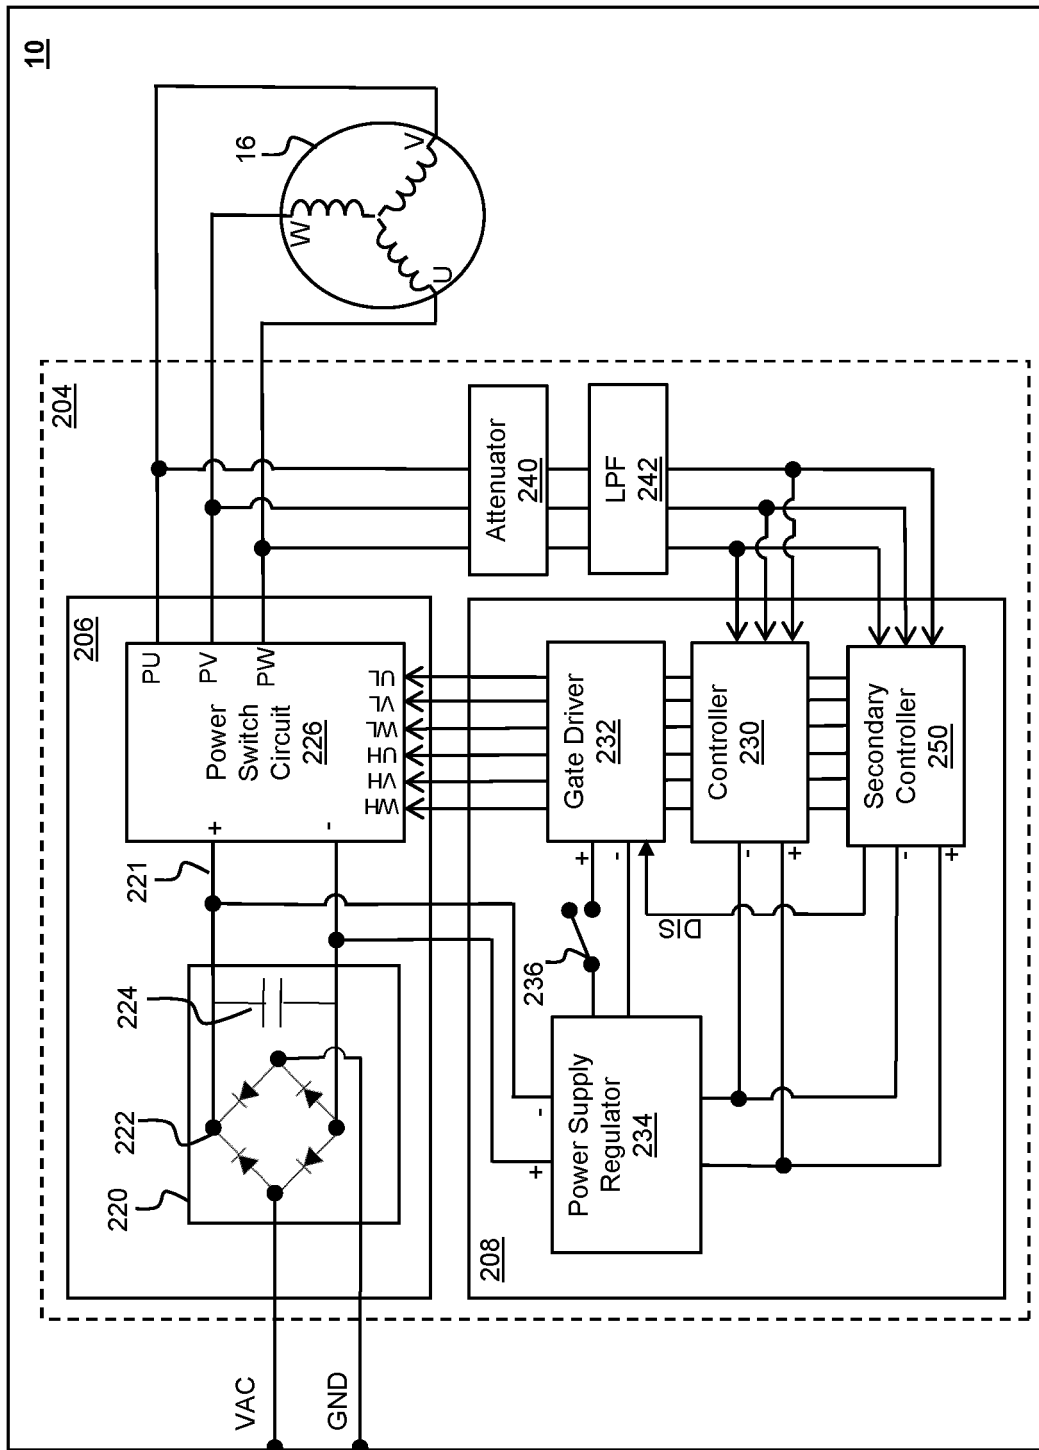 10
204
16
W
V
U
206
PU
PV
PW
Power
Switch
Circuit
226
+
-
WH
VH
UH
WL
VL
UL
221
224
222
220
VAC
GND
Attenuator
240
LPF
242
208
Gate Driver
232
+
-
Controller
230
-
+
Secondary
Controller
250
-
+
DIS
236
Power Supply
Regulator
234
+
-